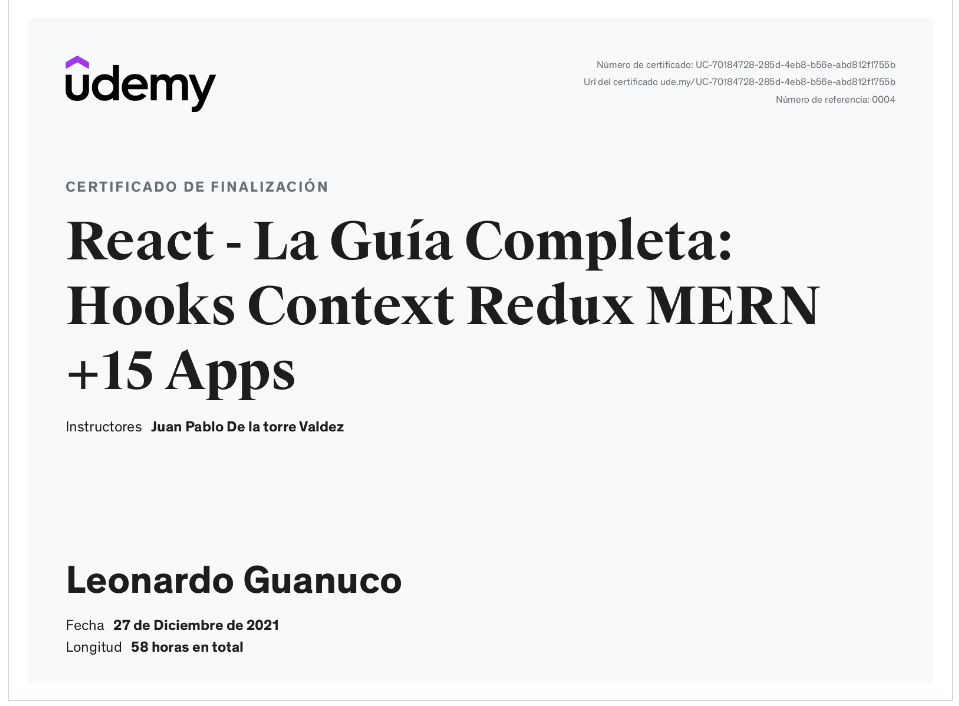 udemy
Número de certificado: UC-70184728-285d-4eb8-b56e-abd812f1755b
Url del certificado ude.my/UC-70184728-285d-4eb8-b56e-abd812f1755b
Número de referencia: 0004
CERTIFICADO DE FINALIZACIÓN
React - La Guía Completa:
Hooks Context Redux MERN
+15 Apps
Instructores Juan Pablo De la torre Valdez
Leonardo Guanuco
Fecha 27 de Diciembre de 2021
Longitud 58 horas en total